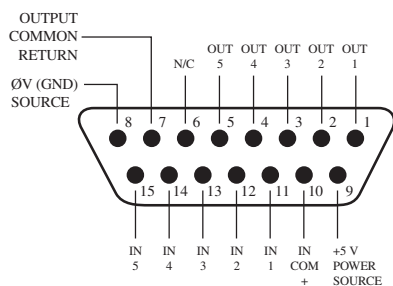 OUTPUT
COMMON
RETURN
ØV (GND)
SOURCE
N/C
OUT
5
OUT
4
OUT
3
OUT
2
OUT
1
8 7 6 5 4 3 2 1
15 14 13 12 11 10 9
IN
5
IN
4
IN
3
IN
2
IN
1
IN
COM
+
+5 V
POWER
SOURCE